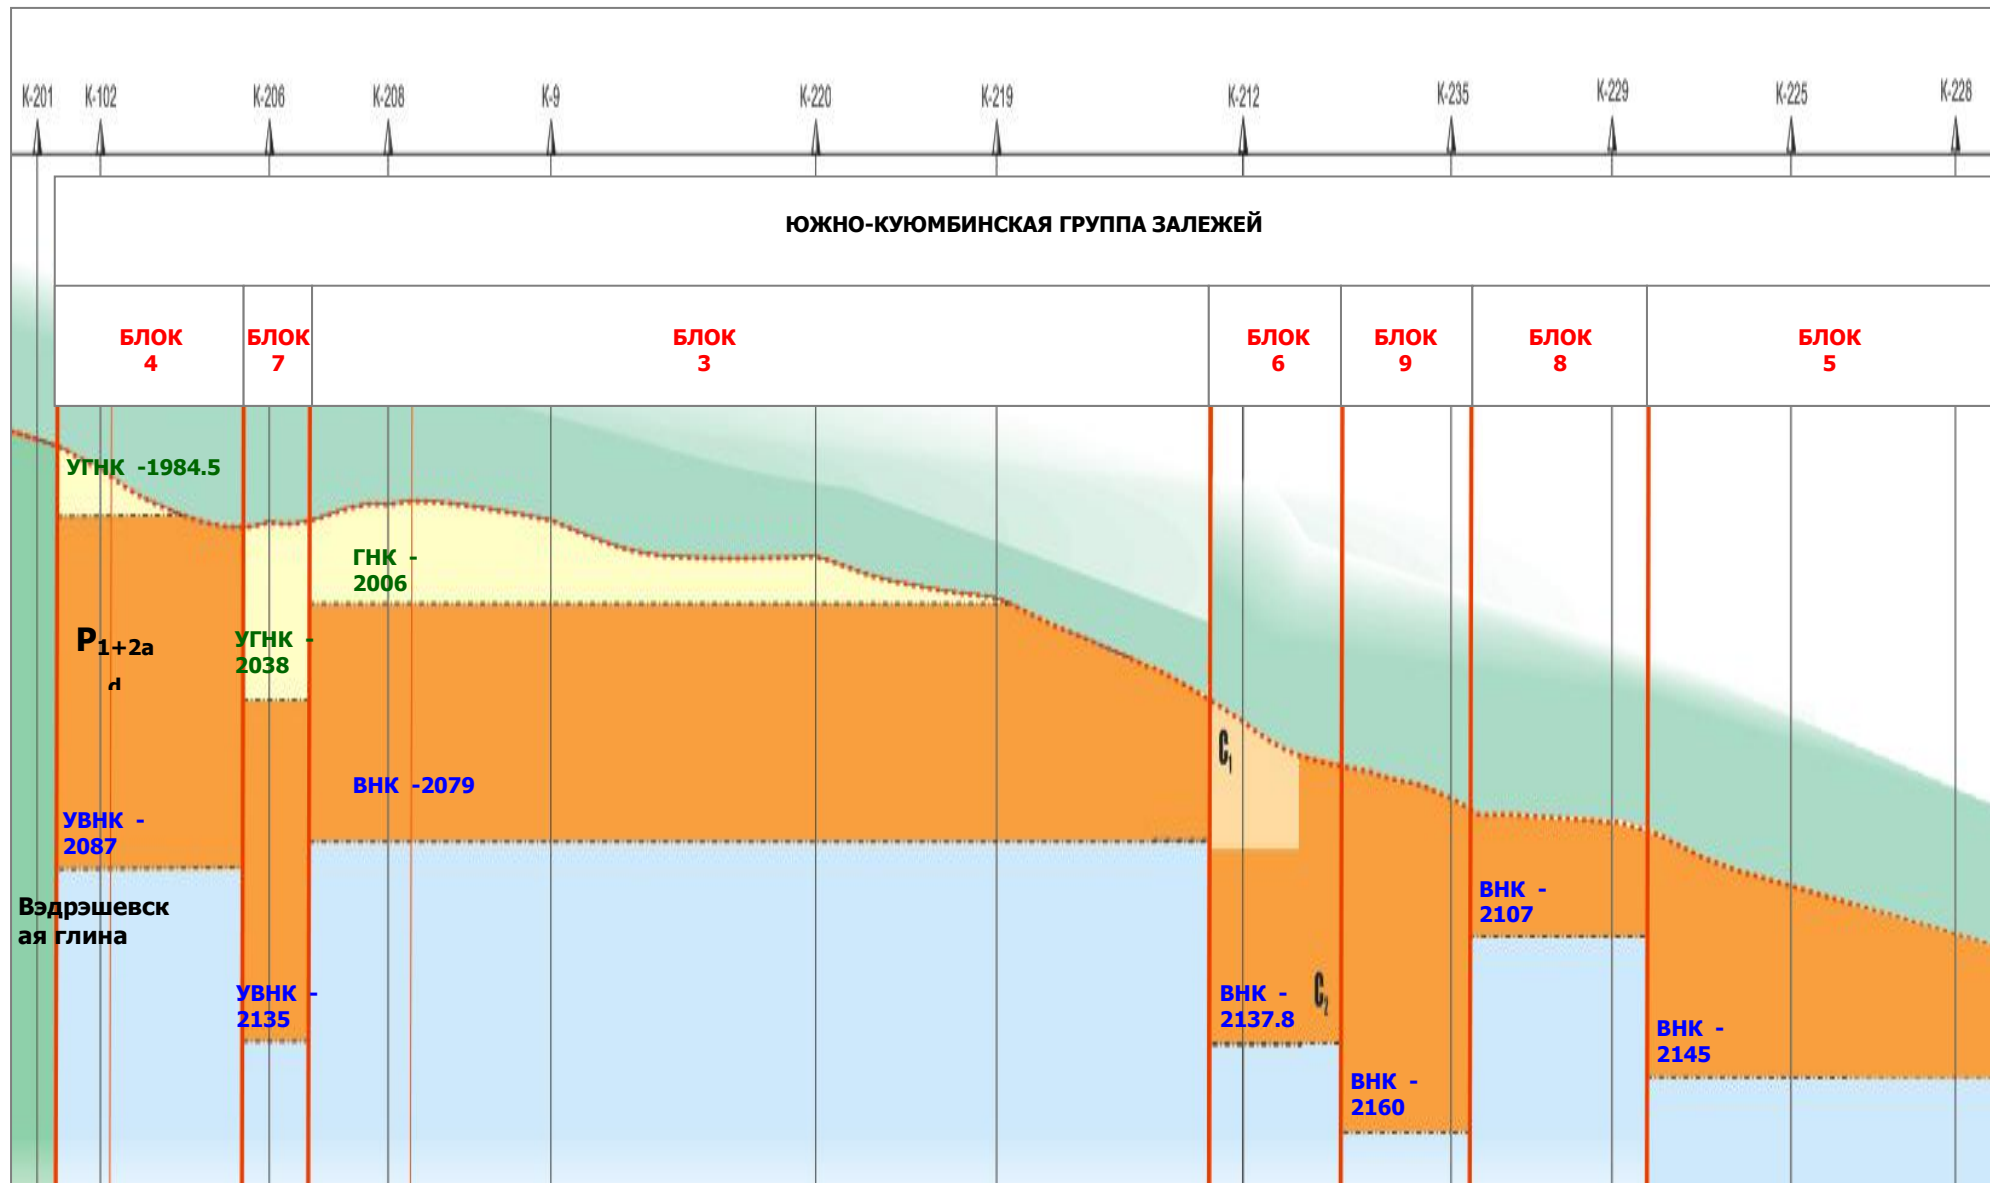 К-201 К-102 К-206 К-208 К-9 К-220 К-219 К-212 К-235 К-229 К-225 К-228
ЮЖНО-КУЮМБИНСКАЯ ГРУППА ЗАЛЕЖЕЙ
БЛОК
4
БЛОК
7
БЛОК
3
БЛОК
6
БЛОК
9
БЛОК
8
БЛОК
5
УГНК -1984.5
ГНК -
2006
P1+2a
d
УГНК -
2038
C1
ВНК -2079
УВНК -
2087
Вэдрэшевск
ая глина
ВНК -
2107
УВНК -
2135
ВНК -
2137.8
C2
ВНК -
2160
ВНК -
2145